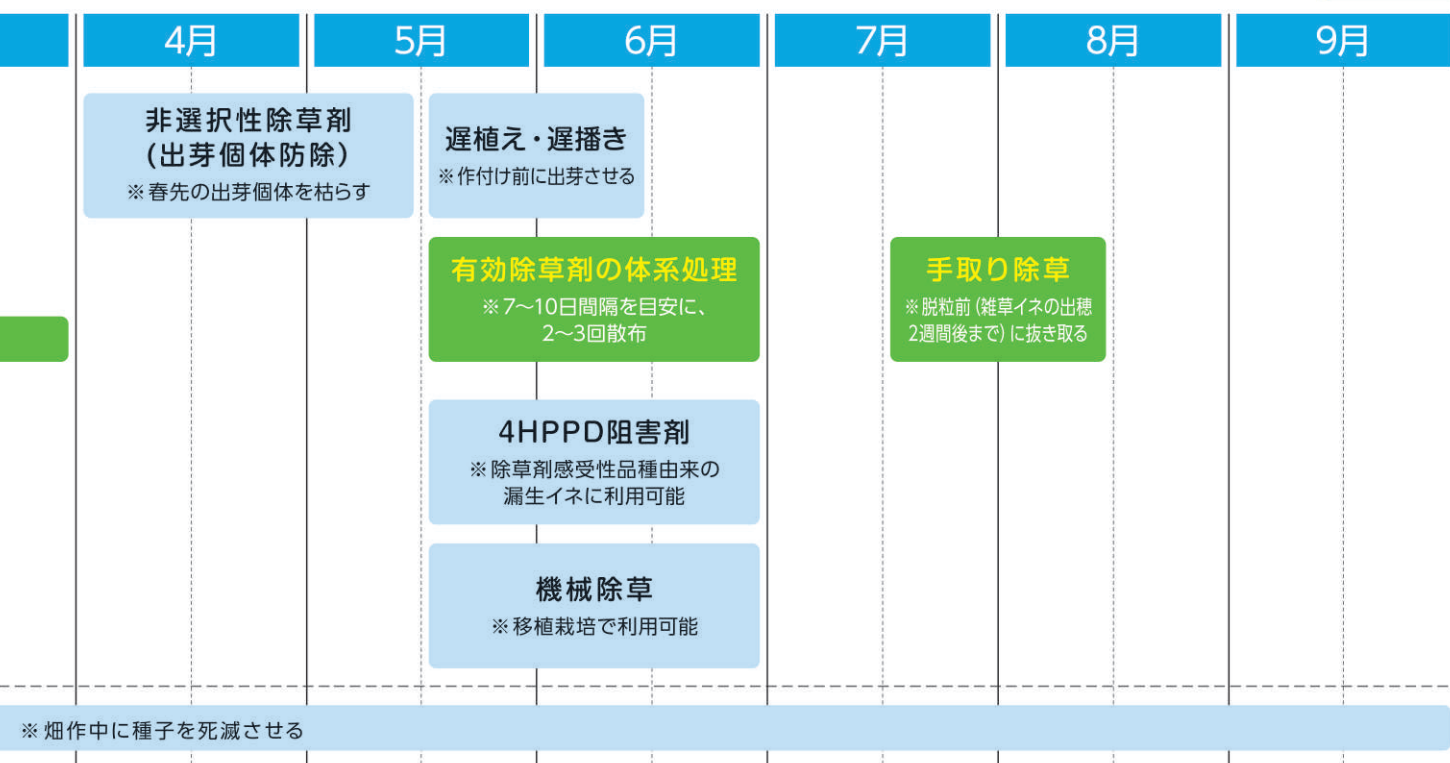 4月
5月
6月
7月
8月
9月
非選択性除草剤
(出芽個体防除)
※春先の出芽個体を枯らす
遅植え・遅播き
※作付け前に出芽させる
有効除草剤の体系処理
※7～10日間隔を目安に、
2～3回散布
手取り除草
※脱粒前(雑草イネの出穂
2週間後まで)に抜き取る
4HPPD阻害剤
※除草剤感受性品種由来の
漏生イネに利用可能
機械除草
※移植栽培で利用可能
※畑作中に種子を死滅させる